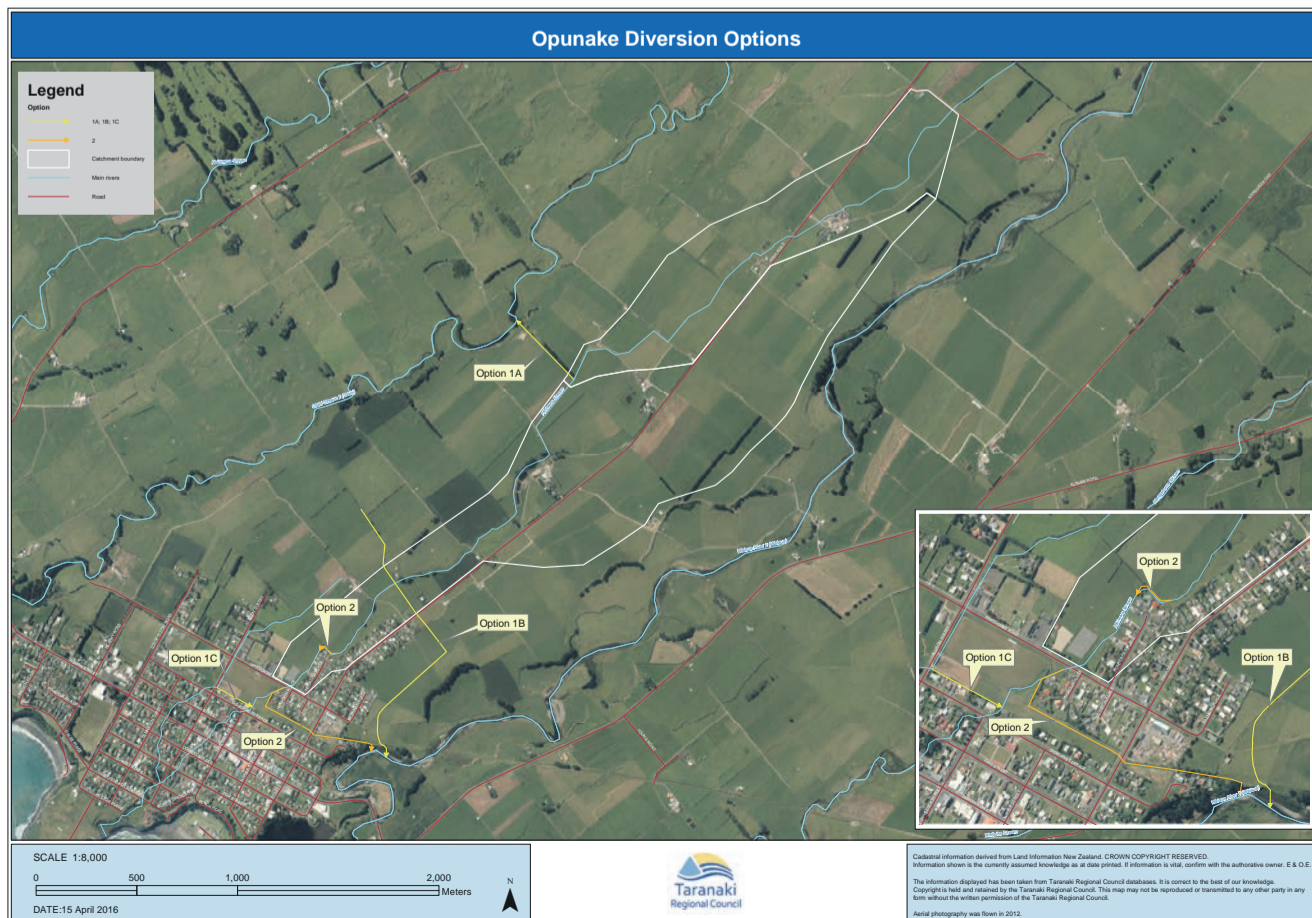 Opunake Diversion Options
Legend
Option
1A; 1B; 1C
2
Catchment boundary
Main rivers
Road
Option 1A
Option 2
Option 1B
Option 1C
Option 2
Option 2
Option 1C
Option 1B
Option 2
SCALE 1:8,000
0 500 1,000 2,000
Meters
DATE:15 April 2016
N
Taranaki
Regional Council
Cadastral information derived from Land Information New Zealand. CROWN COPYRIGHT RESERVED.
Information shown is the currently assumed knowledge as at date printed. If information is vital, confirm with the authorative owner. E & O.E.
The information displayed has been taken from Taranaki Regional Council databases. It is correct to the best of our knowledge.
Copyright is held and retained by the Taranaki Regional Council. This map may not be reproduced or transmitted to any other party in any
form without the written permission of the Taranaki Regional Council.
Aerial photography was flown in 2012.